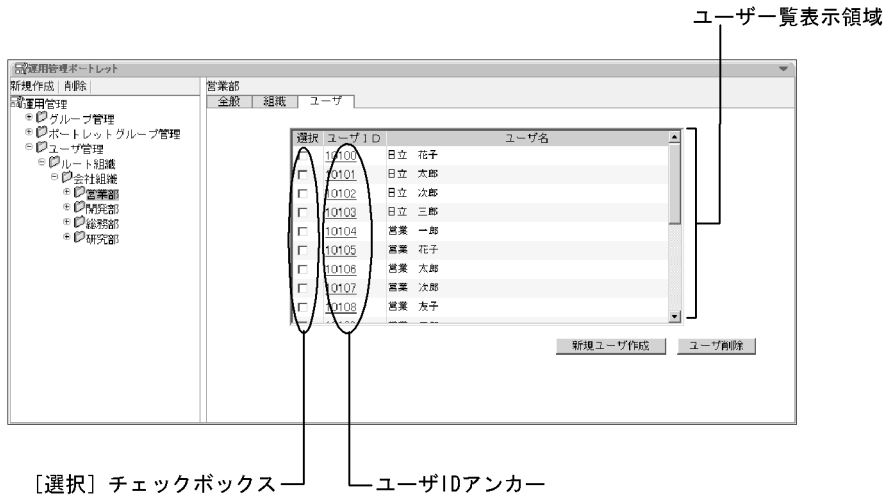 ユーザ一覧表示領域
運用管理ポートレット
新規作成 | 削除 |
営業部
全般 組織 ユーザ
運用管理
グループ管理
ポートレットグループ管理
ユーザ管理
ルート組織
会社組織
営業部
開発部
総務部
研究部
選択 ユーザID ユーザ名
10100 日立 花子
10101 日立 太郎
10102 日立 次郎
10103 日立 三郎
10104 営業 一郎
10105 営業 花子
10106 営業 太郎
10107 営業 次郎
10108 営業 友子
新規ユーザ作成 ユーザ削除
[選択] チェックボックス
ユーザIDアンカー